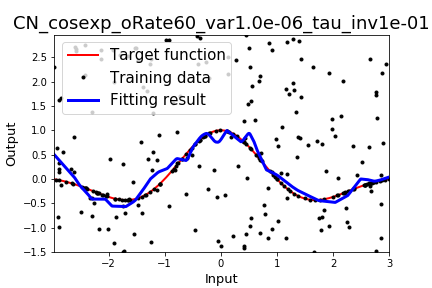 CN_cosexp_oRate60_var1.0e-06_tau_inv1e-01
Target function
Training data
Fitting result
Output
2.5
2.0
1.5
1.0
0.5
0.0
−0.5
−1.0
−1.5
−2
−1
0
1
2
3
Input